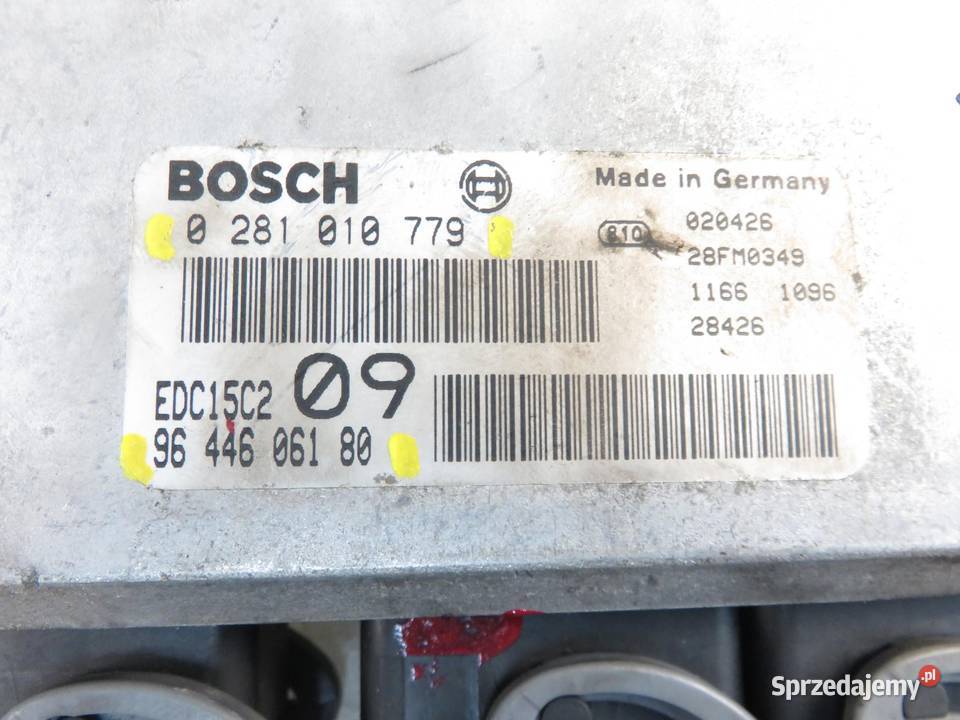 BOSCH
Made in Germany
0 281 010 779
810
020426
28FM0349
1166 1096
28426
EDC15C2 09
96 446 061 80
Sprzedajemy.pl